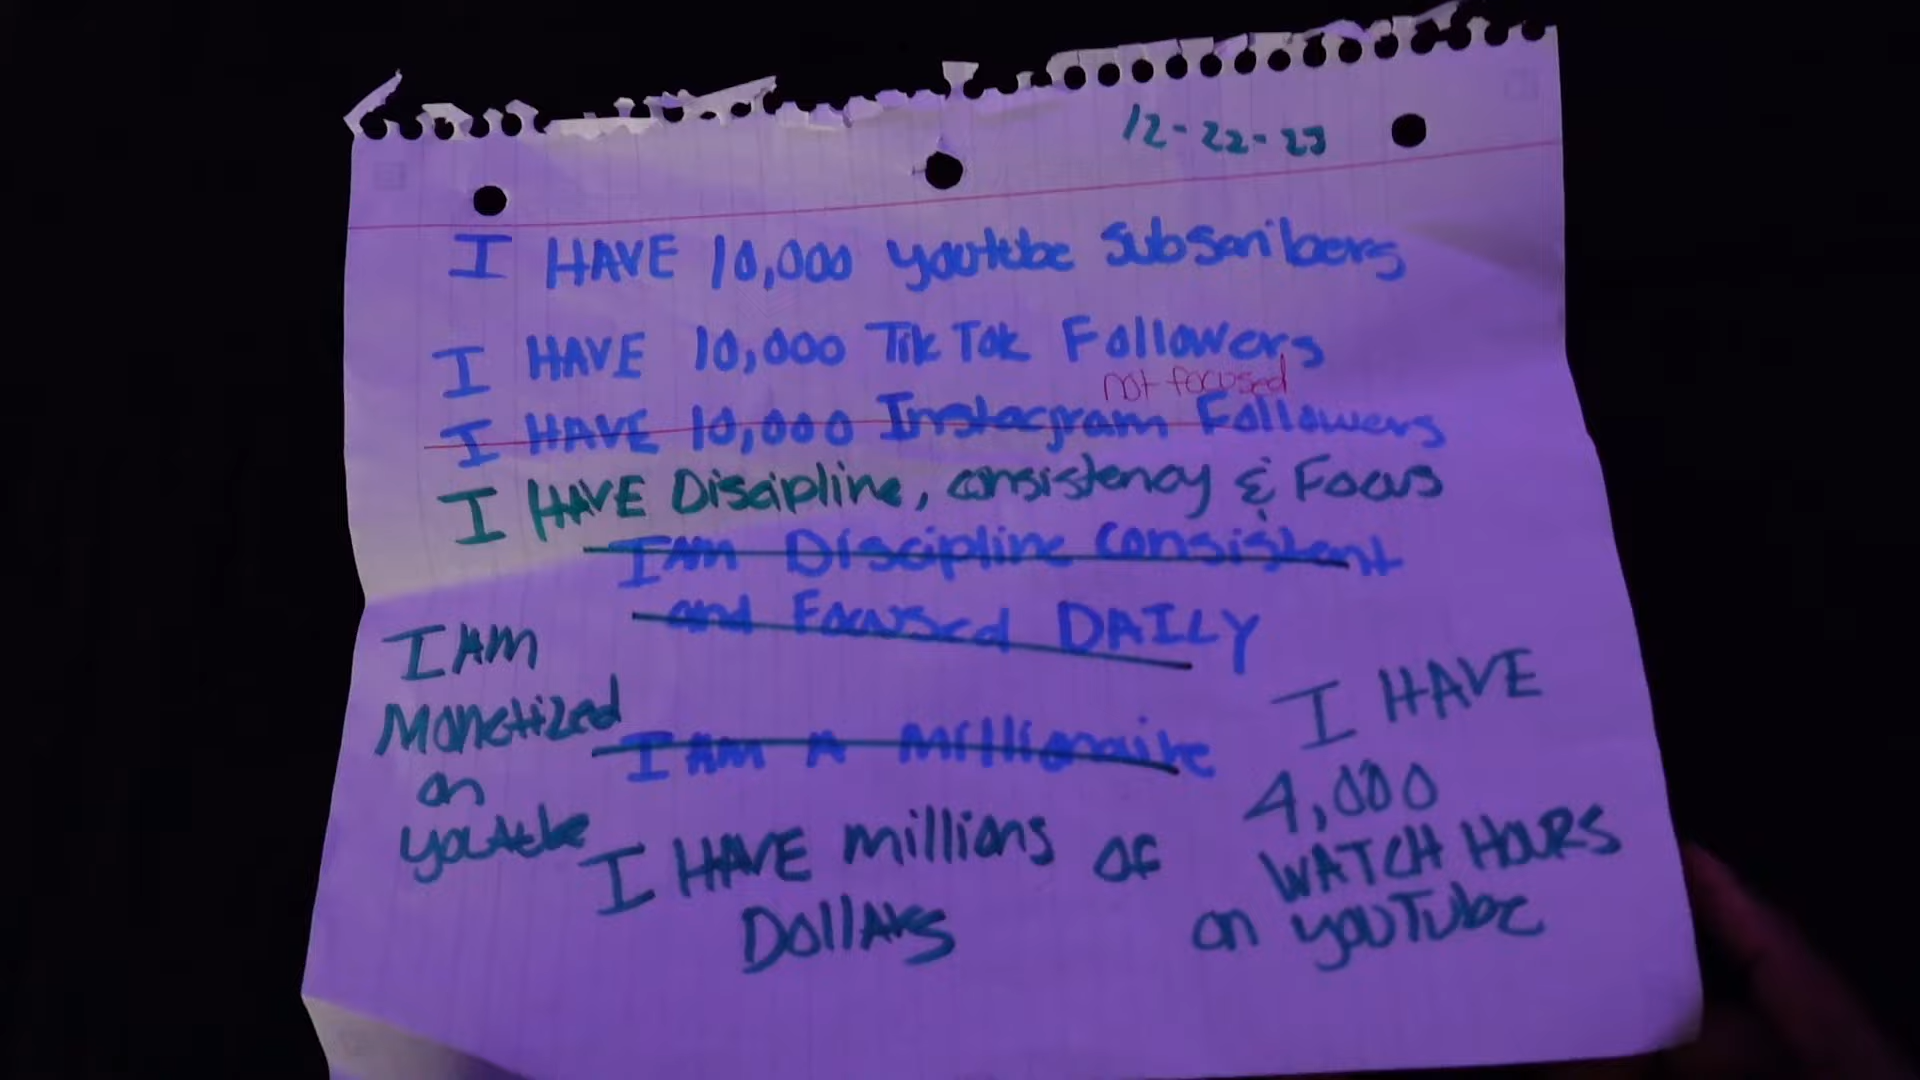 12-22-23
I HAVE 10,000 youtube Subscribers
I HAVE 10,000 TikTok Followers
not focused
I HAVE 10,000 Instagram Followers
I HAVE Discipline, consistency & Focus
I Am Discipline Consistent
and Focused DAILY
I AM
Monetized
on
youtube
I Am A Millionaire
I HAVE millions of
Dollars
I HAVE
4,000
WATCH HOURS
on youTube